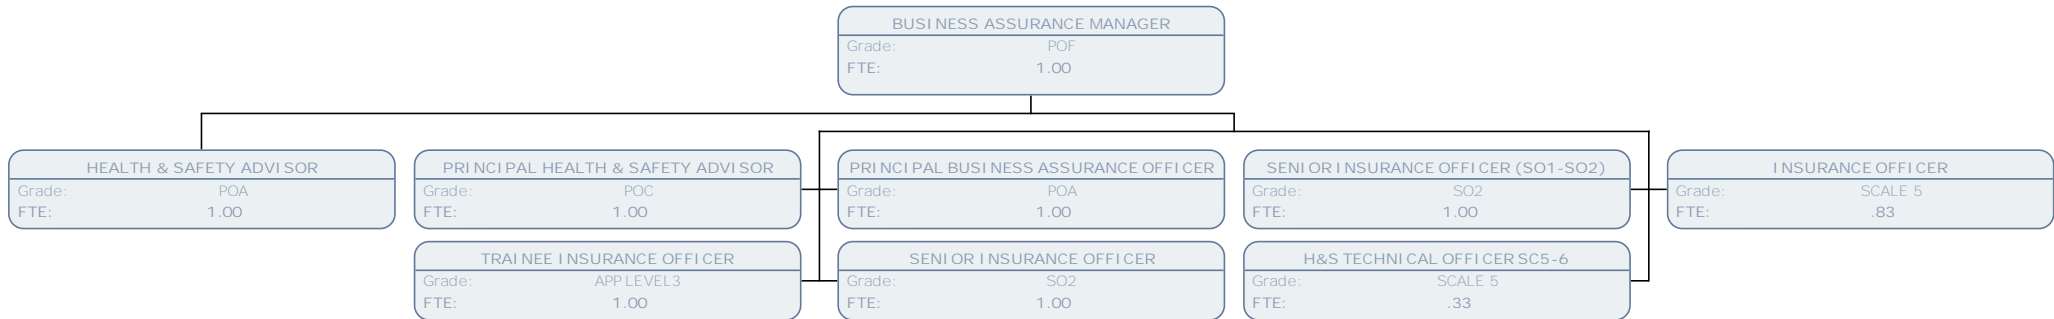 BUSINESS ASSURANCE MANAGER
Grade: POF
FTE: 1.00
HEALTH & SAFETY ADVISOR
Grade: POA
FTE: 1.00
PRINCIPAL HEALTH & SAFETY ADVISOR
Grade: POC
FTE: 1.00
PRINCIPAL BUSINESS ASSURANCE OFFICER
Grade: POA
FTE: 1.00
SENIOR INSURANCE OFFICER (SO1-SO2)
Grade: SO2
FTE: 1.00
INSURANCE OFFICER
Grade: SCALE 5
FTE: .83
TRAINEE INSURANCE OFFICER
Grade: APP LEVEL3
FTE: 1.00
SENIOR INSURANCE OFFICER
Grade: SO2
FTE: 1.00
H&S TECHNICAL OFFICER SC5-6
Grade: SCALE 5
FTE: .33